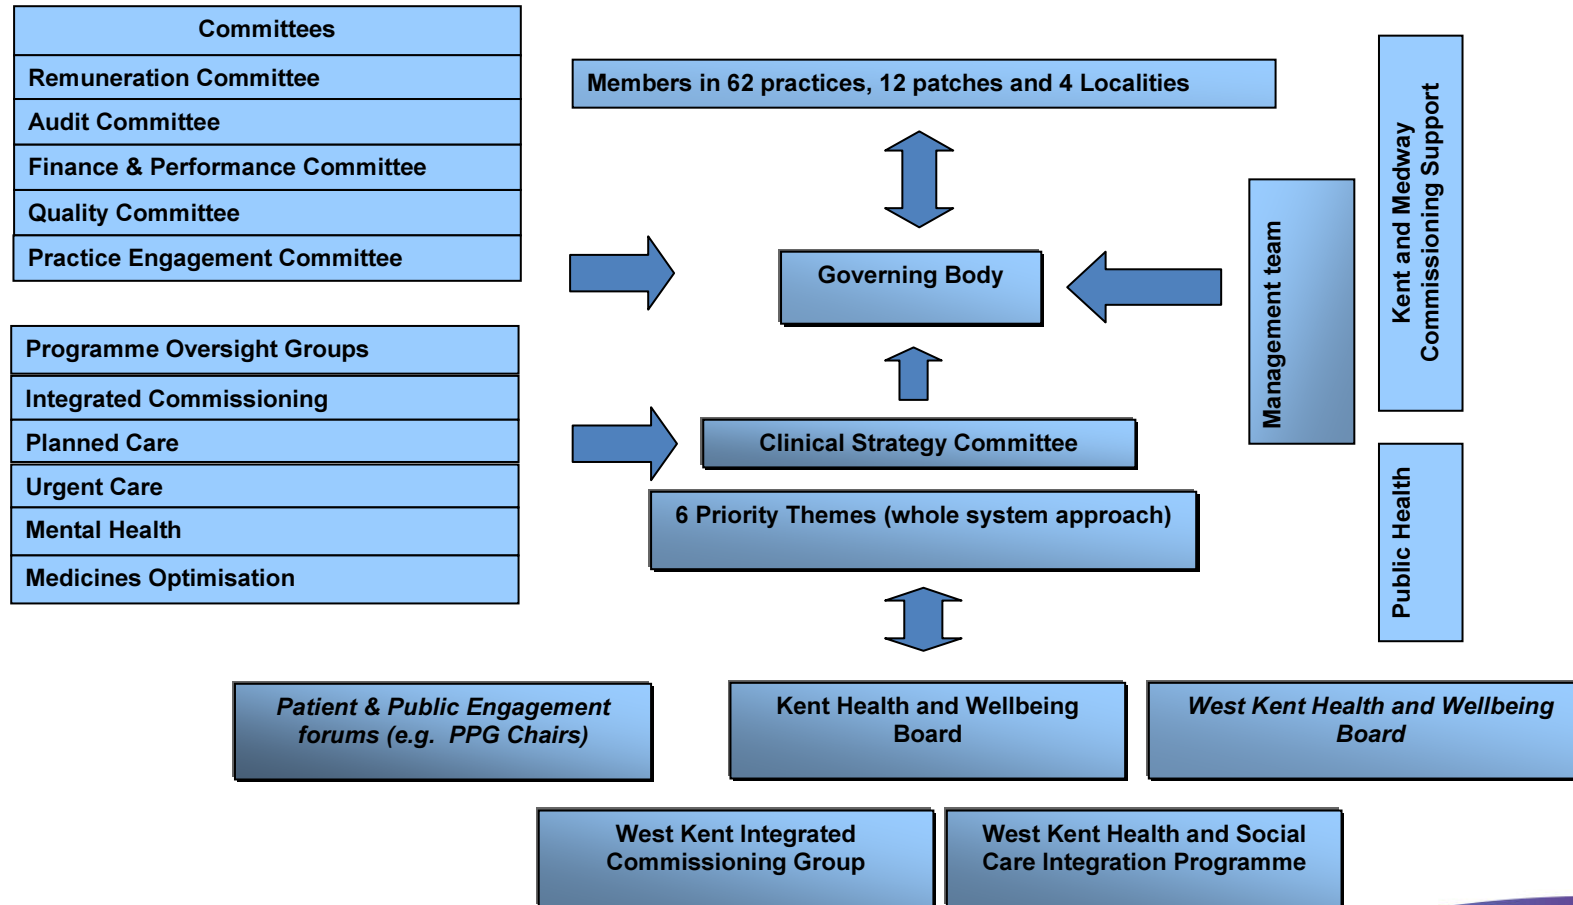 Committees
Remuneration Committee
Audit Committee
Finance & Performance Committee
Quality Committee
Practice Engagement Committee
Programme Oversight Groups
Integrated Commissioning
Planned Care
Urgent Care
Mental Health
Medicines Optimisation
Members in 62 practices, 12 patches and 4 Localities
Governing Body
Clinical Strategy Committee
6 Priority Themes (whole system approach)
Management team
Kent and Medway
Commissioning Support
Public Health
Patient & Public Engagement
forums (e.g. PPG Chairs)
Kent Health and Wellbeing
Board
West Kent Health and Wellbeing
Board
West Kent Integrated
Commissioning Group
West Kent Health and Social
Care Integration Programme